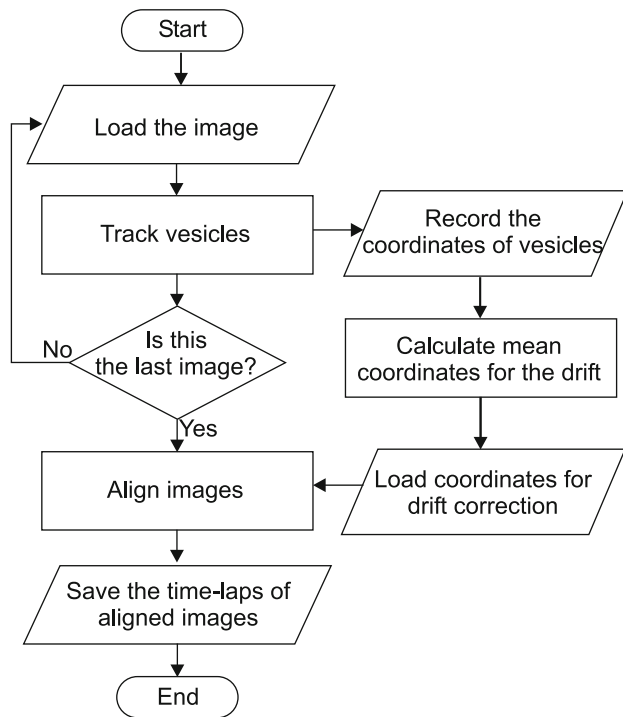 Start
Load the image
Track vesicles
Record the
coordinates of vesicles
Is this
the last image?
No
Yes
Calculate mean
coordinates for the drift
Align images
Load coordinates for
drift correction
Save the time-laps of
aligned images
End